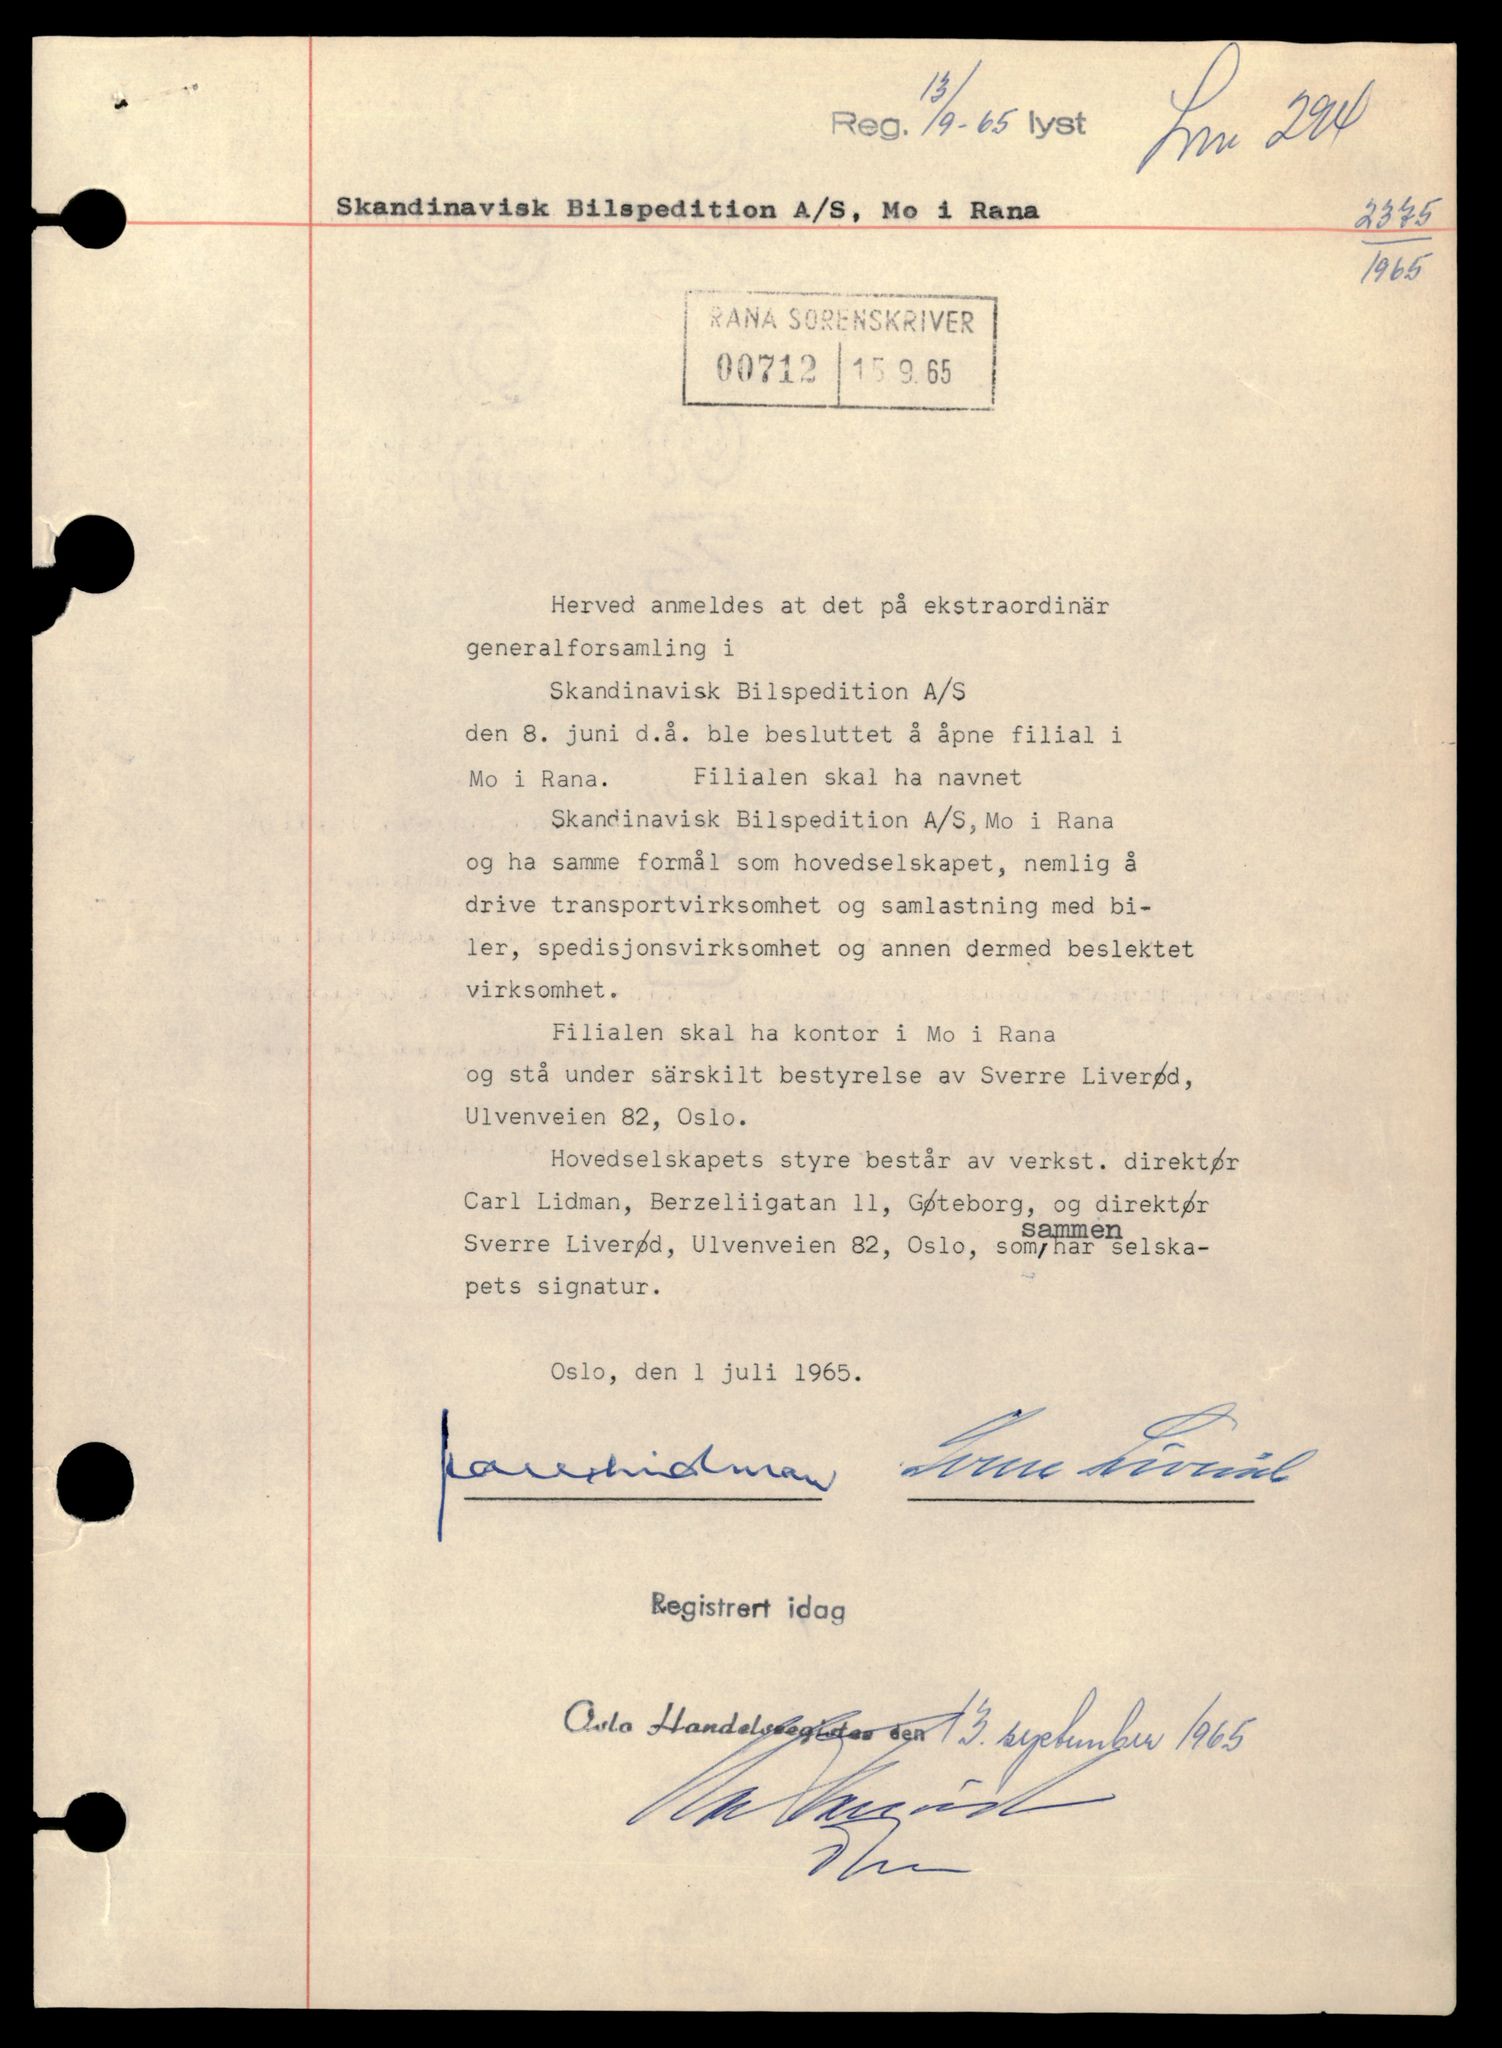 Reg. 13/9-65 lyst
Lnr 294
Skandinavisk Bilspedition A/S, Mo i Rana
2375
1965
RANA SORENSKRIVER
00712 15 9.65
Herved anmeldes at det på ekstraordinär
generalforsamling i
Skandinavisk Bilspedition A/S
den 8. juni d.å. ble besluttet å åpne filial i
Mo i Rana. Filialen skal ha navnet
Skandinavisk Bilspedition A/S, Mo i Rana
og ha samme formål som hovedselskapet, nemlig å
drive transportvirksomhet og samlastning med bi-
ler, spedisjonsvirksomhet og annen dermed beslektet
virksomhet.
Filialen skal ha kontor i Mo i Rana
og stå under särskilt bestyrelse av Sverre Liverød,
Ulvenveien 82, Oslo.
Hovedselskapets styre består av verkst. direktør
Carl Lidman, Berzeliigatan 11, Gøteborg, og direktør
sammen
Sverre Liverød, Ulvenveien 82, Oslo, som, har selska-
pets signatur.
Oslo, den 1 juli 1965.
Carl Lidman Sverre Liverød
Registrert idag
Oslo Handelsregister den 13. september 1965